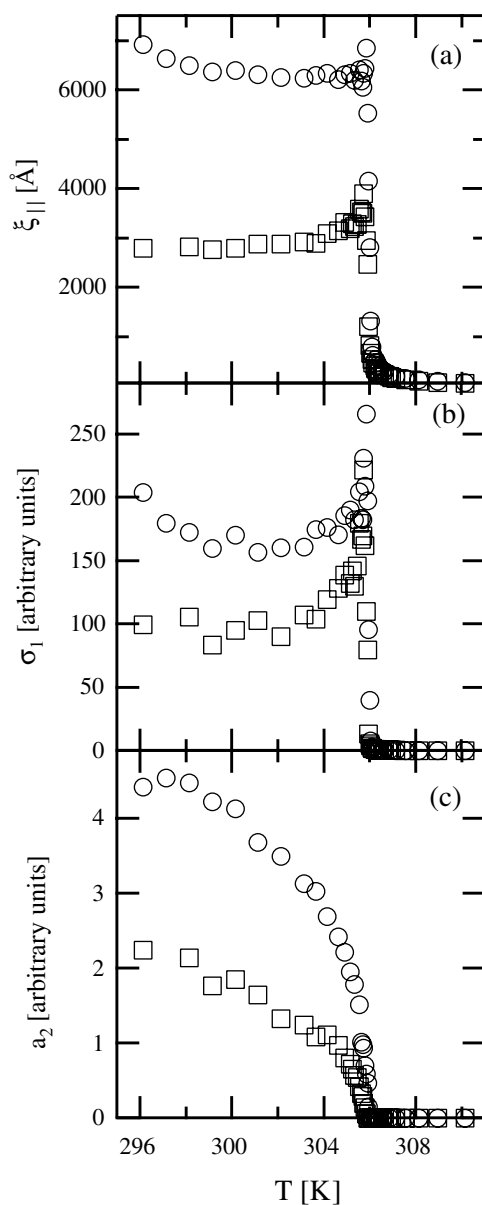 (a)
6000
4000
2000
ξ|| [Å]
(b)
250
200
150
100
50
0
σ1 [arbitrary units]
(c)
4
3
2
1
0
a2 [arbitrary units]
296 300 304 308
T [K]